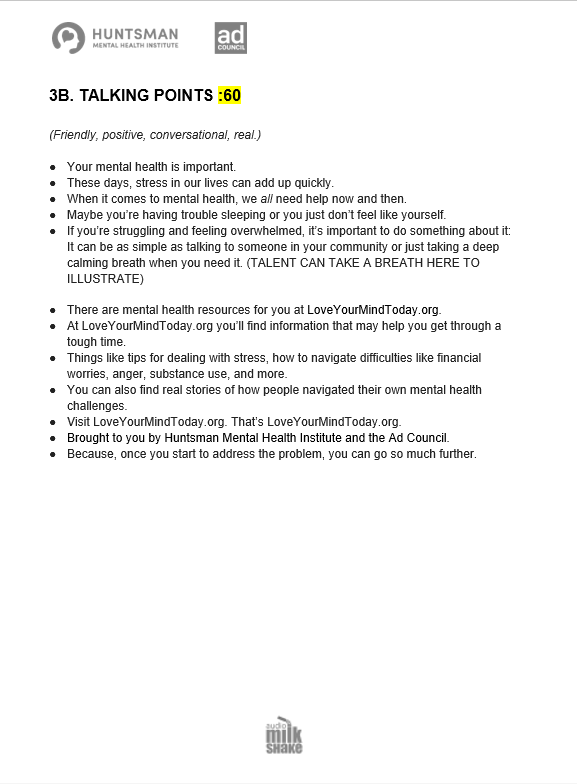 HUNTSMAN
MENTAL HEALTH INSTITUTE
ad
COUNCIL
3B. TALKING POINTS :60
(Friendly, positive, conversational, real.)
● Your mental health is important.
● These days, stress in our lives can add up quickly.
● When it comes to mental health, we all need help now and then.
● Maybe you're having trouble sleeping or you just don't feel like yourself.
● If you're struggling and feeling overwhelmed, it's important to do something about it:
It can be as simple as talking to someone in your community or just taking a deep
calming breath when you need it. (TALENT CAN TAKE A BREATH HERE TO
ILLUSTRATE)
● There are mental health resources for you at LoveYourMindToday.org.
● At LoveYourMindToday.org you'll find information that may help you get through a
tough time.
● Things like tips for dealing with stress, how to navigate difficulties like financial
worries, anger, substance use, and more.
● You can also find real stories of how people navigated their own mental health
challenges.
● Visit LoveYourMindToday.org. That's LoveYourMindToday.org.
● Brought to you by Huntsman Mental Health Institute and the Ad Council.
● Because, once you start to address the problem, you can go so much further.
audio
milk
SHAKE